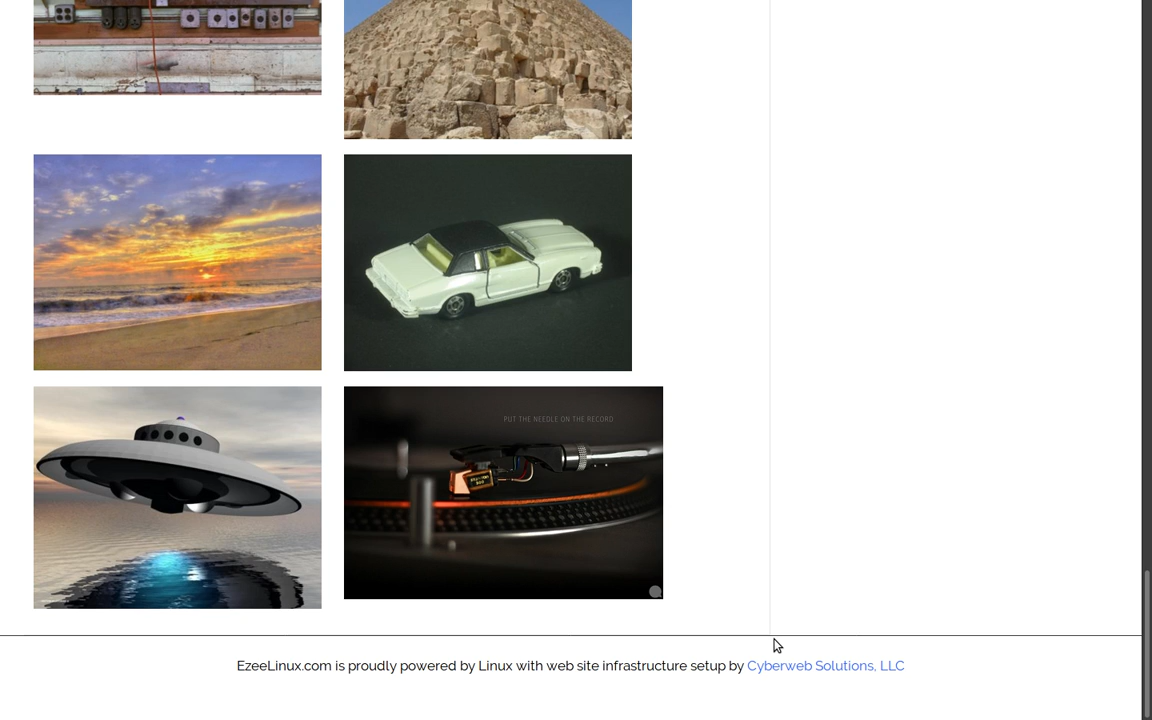 PUT THE NEEDLE ON THE RECORD
EzeeLinux.com is proudly powered by Linux with web site infrastructure setup by Cyberweb Solutions, LLC